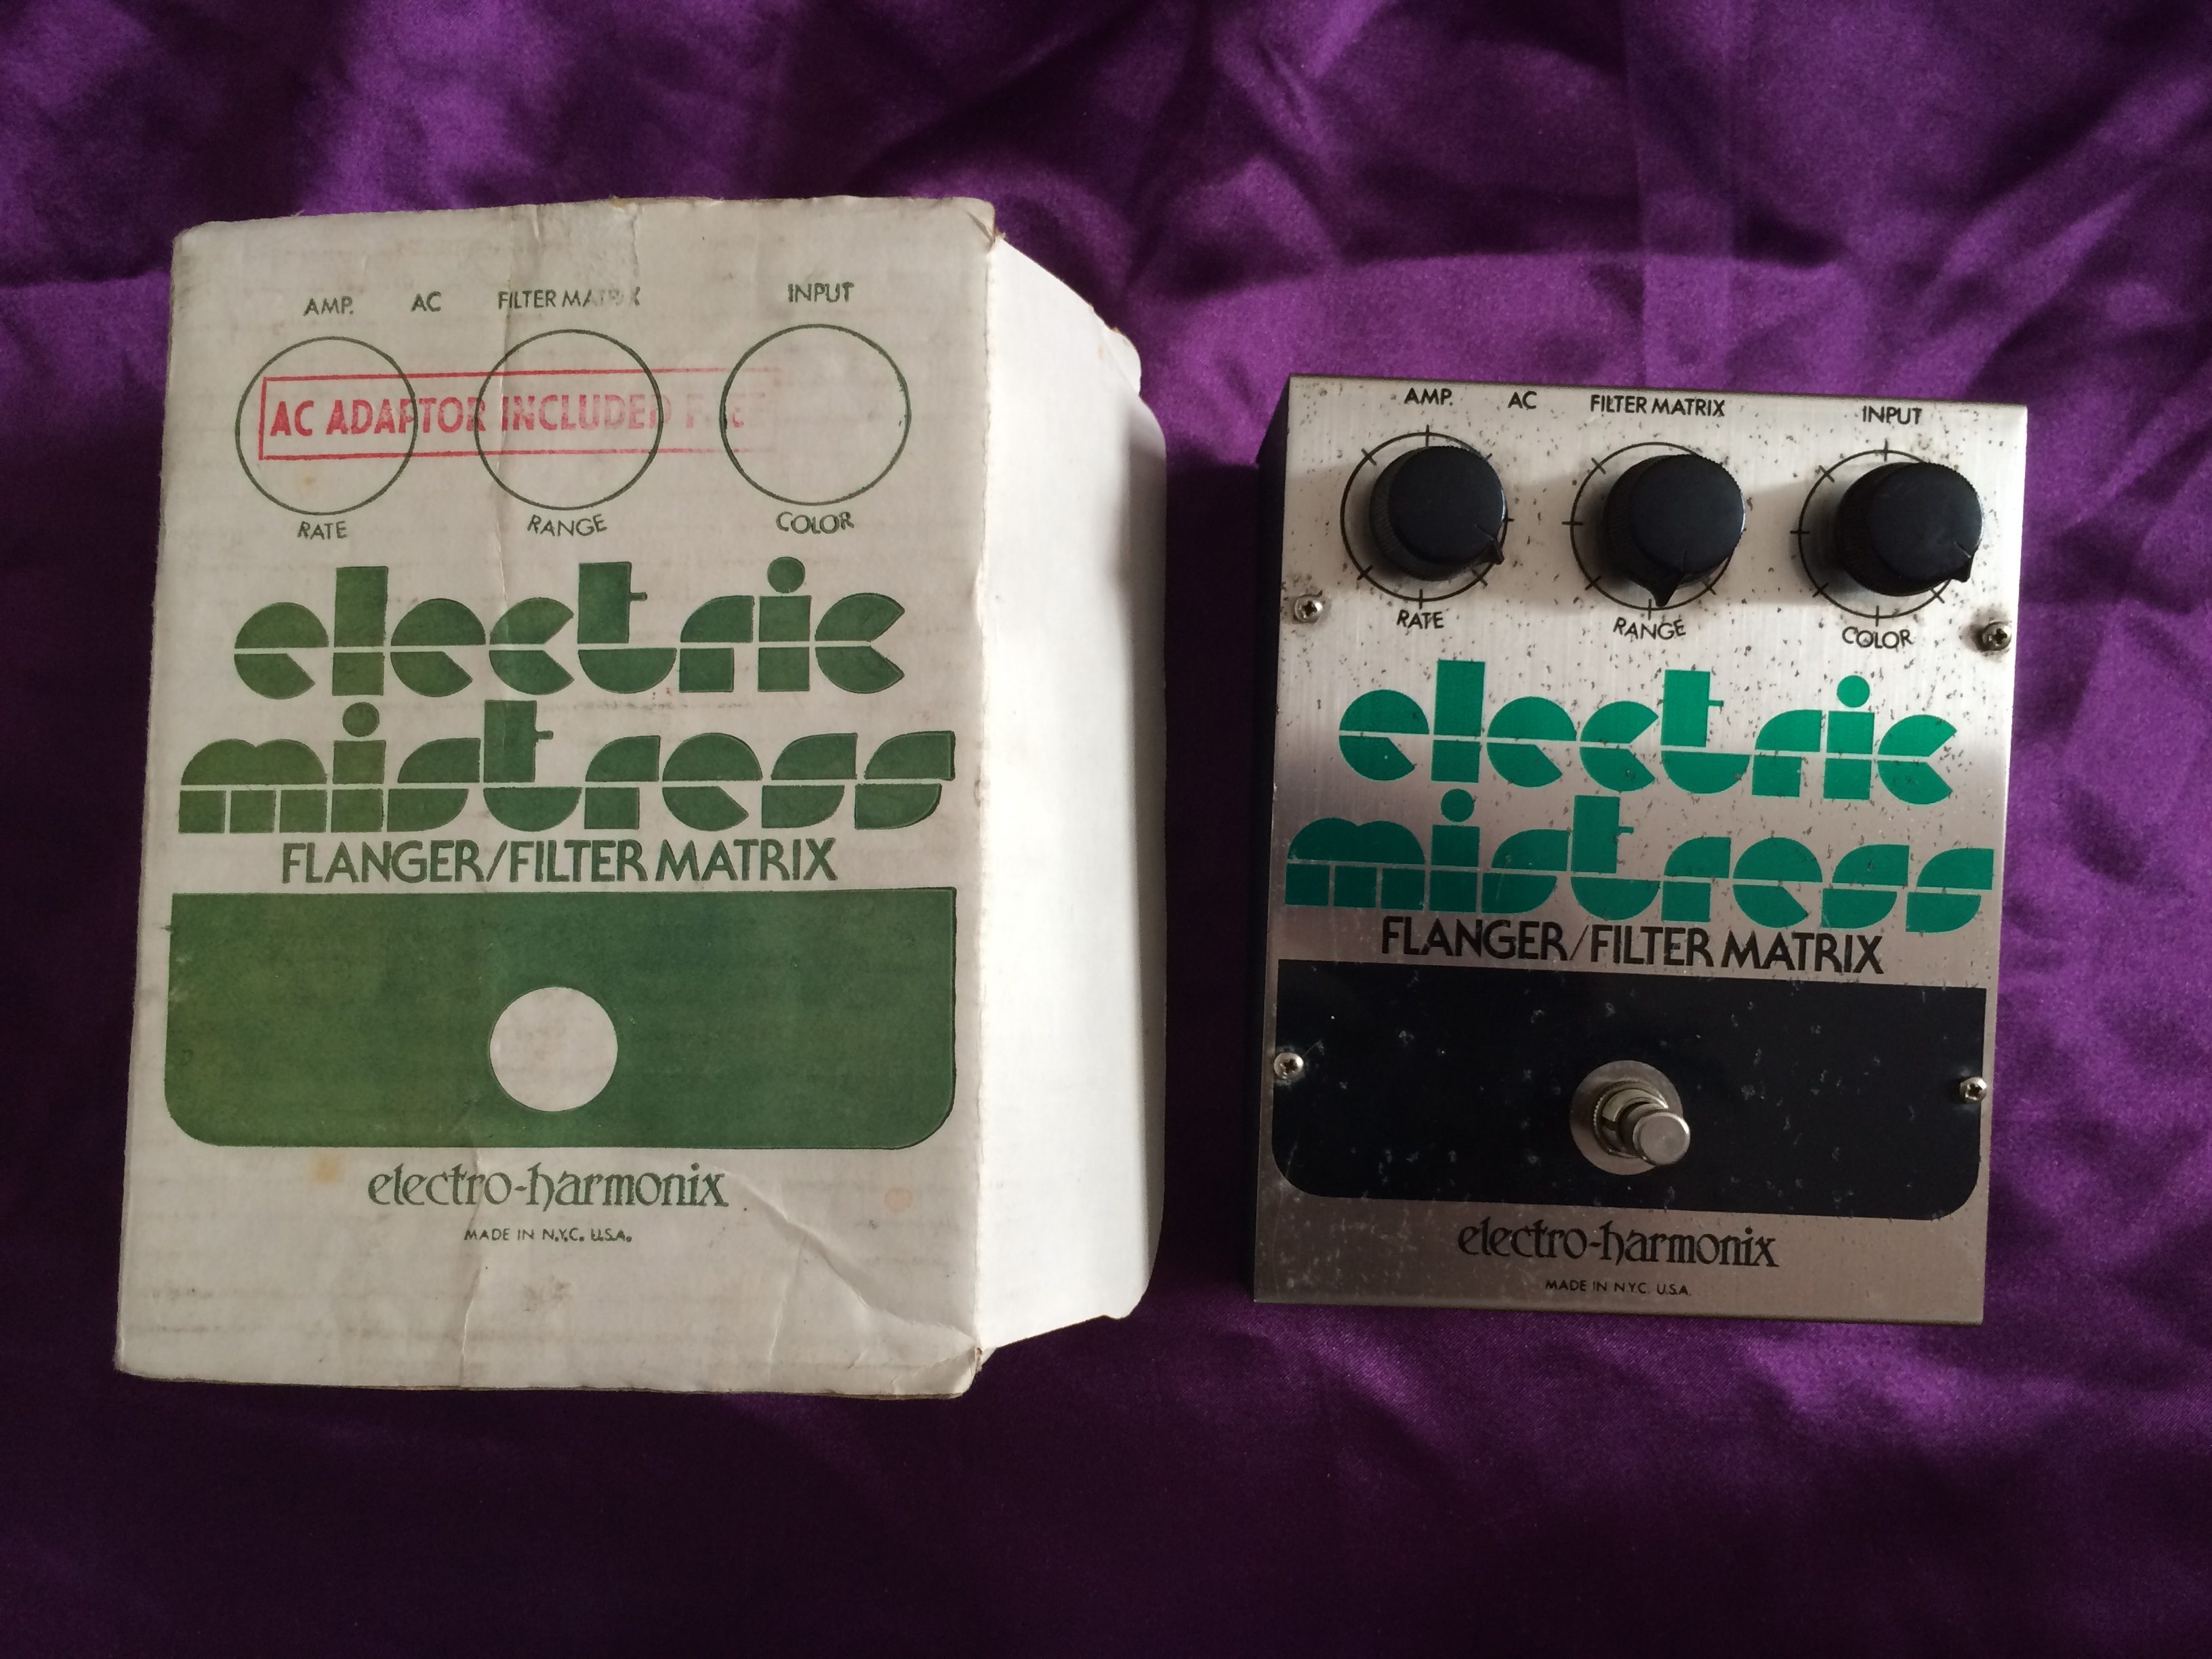 AMP. AC FILTER MATRIX INPUT
AC ADAPTOR INCLUDED
RATE RANGE COLOR
electric
mistress
FLANGER/FILTER MATRIX
electro-harmonix
MADE IN N.Y.C. U.S.A.
AMP. AC FILTER MATRIX INPUT
RATE RANGE COLOR
electric
mistress
FLANGER/FILTER MATRIX
electro-harmonix
MADE IN N.Y.C. U.S.A.